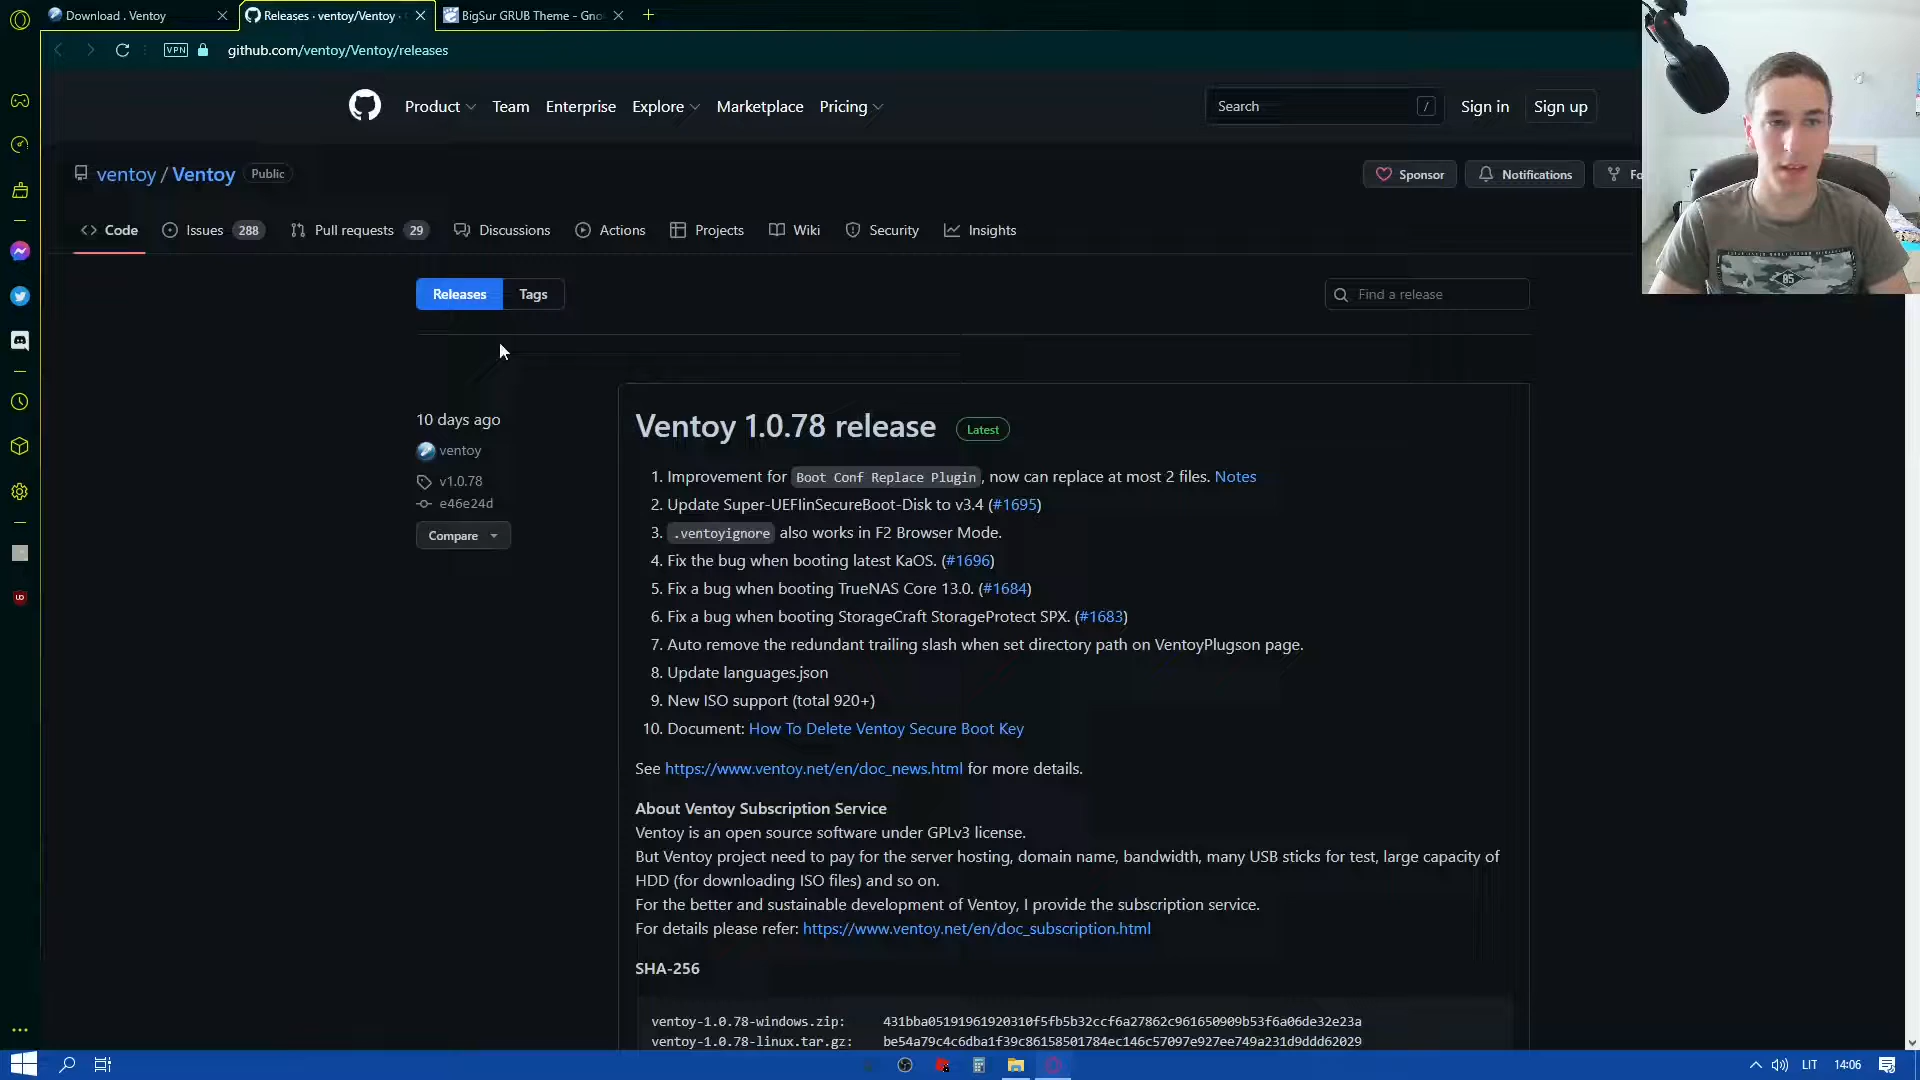 Download . Ventoy
Releases · ventoy/Ventoy ·
BigSur GRUB Theme - Gno
VPN
github.com/ventoy/Ventoy/releases
Product
Team
Enterprise
Explore
Marketplace
Pricing
Search
/
Sign in
Sign up
ventoy / Ventoy
Public
Sponsor
Notifications
Fo
Code
Issues 288
Pull requests 29
Discussions
Actions
Projects
Wiki
Security
Insights
Releases
Tags
Find a release
10 days ago
ventoy
v1.0.78
e46e24d
Compare
Ventoy 1.0.78 release
Latest
1. Improvement for Boot Conf Replace Plugin, now can replace at most 2 files. Notes
2. Update Super-UEFIinSecureBoot-Disk to v3.4 (#1695)
3. .ventoyignore also works in F2 Browser Mode.
4. Fix the bug when booting latest KaOS. (#1696)
5. Fix a bug when booting TrueNAS Core 13.0. (#1684)
6. Fix a bug when booting StorageCraft StorageProtect SPX. (#1683)
7. Auto remove the redundant trailing slash when set directory path on VentoyPlugson page.
8. Update languages.json
9. New ISO support (total 920+)
10. Document: How To Delete Ventoy Secure Boot Key
See https://www.ventoy.net/en/doc_news.html for more details.
About Ventoy Subscription Service
Ventoy is an open source software under GPLv3 license.
But Ventoy project need to pay for the server hosting, domain name, bandwidth, many USB sticks for test, large capacity of
HDD (for downloading ISO files) and so on.
For the better and sustainable development of Ventoy, I provide the subscription service.
For details please refer: https://www.ventoy.net/en/doc_subscription.html
SHA-256
ventoy-1.0.78-windows.zip: 431bba05191961920310f5fb5b32ccf6a27862c961650909b53f6a06de32e23a
ventoy-1.0.78-linux.tar.gz: be54a79c4c6dba1f39c86158501784ec146c57097e927ee749a231d9ddd62029
LIT
14:06